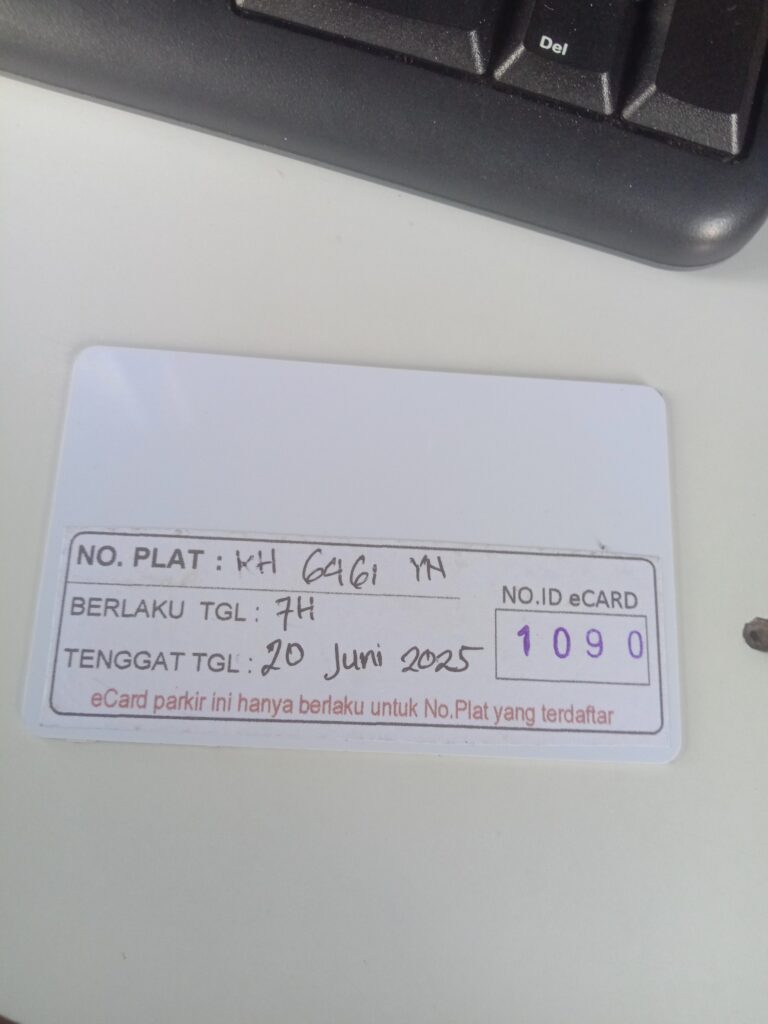 Del
NO. PLAT : KH 6461 YN
BERLAKU TGL : 7H
TENGGAT TGL : 20 Juni 2025
NO.ID eCARD
1090
eCard parkir ini hanya berlaku untuk No.Plat yang terdaftar